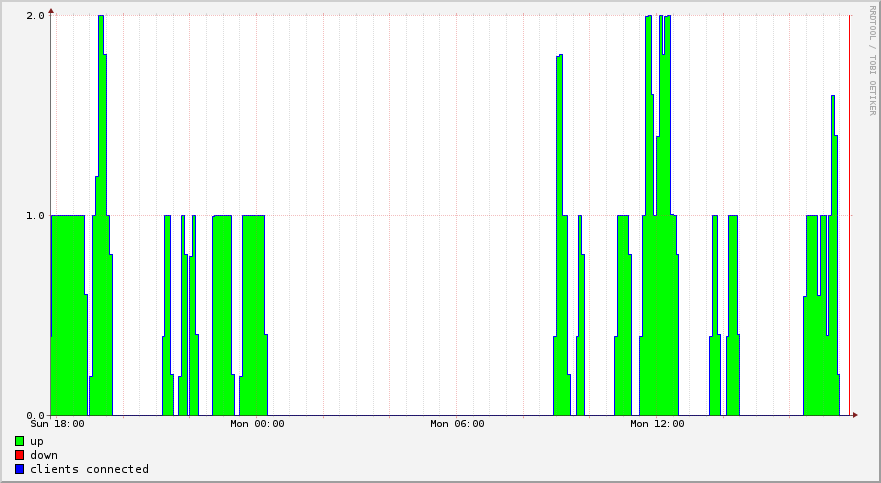 2.0
1.0
0.0
Sun 18:00 Mon 00:00 Mon 06:00 Mon 12:00
up
down
clients connected
RRDTOOL / TOBI OETIKER